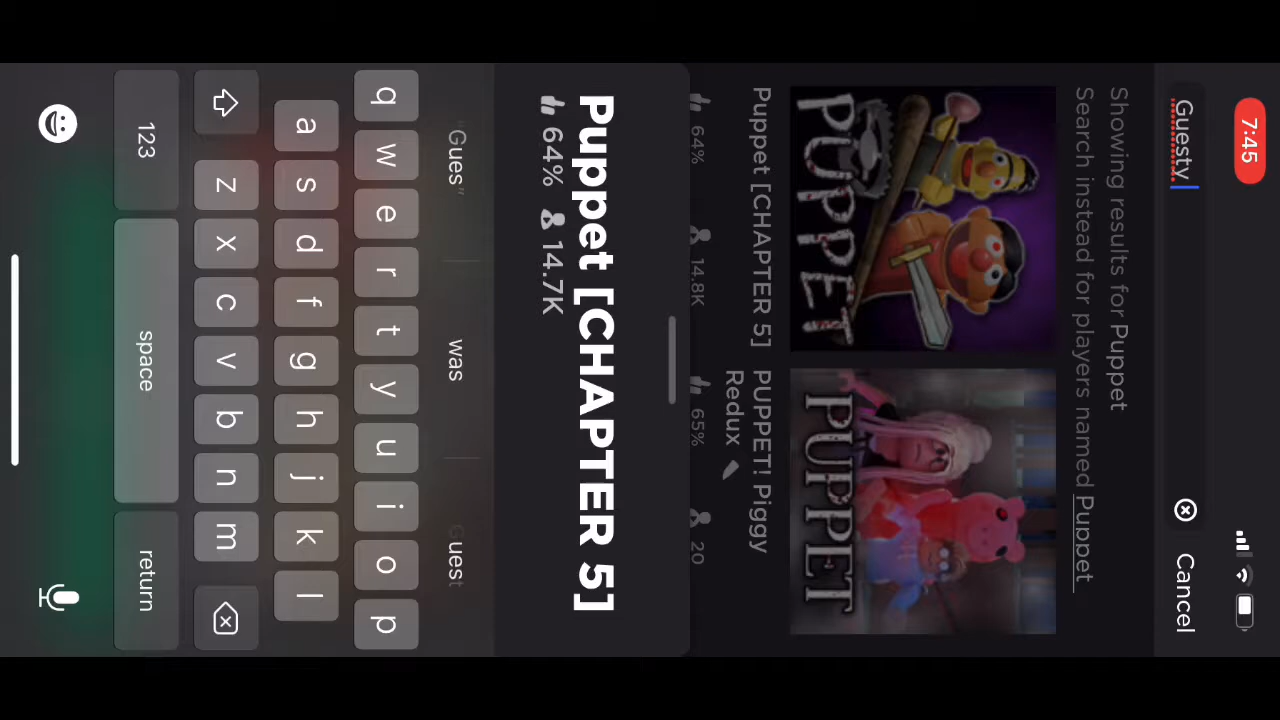 7:45
Guesty
Cancel
Showing results for Puppet
Search instead for players named Puppet
PUPPET
PUPPET
Puppet [CHAPTER 5]
64% 14.8K
PUPPET! Piggy
Redux
65% 20
Puppet [CHAPTER 5]
64% 14.7K
"Gues" was Guest
q w e r t y u i o p
a s d f g h j k l
z x c v b n m
123 space return